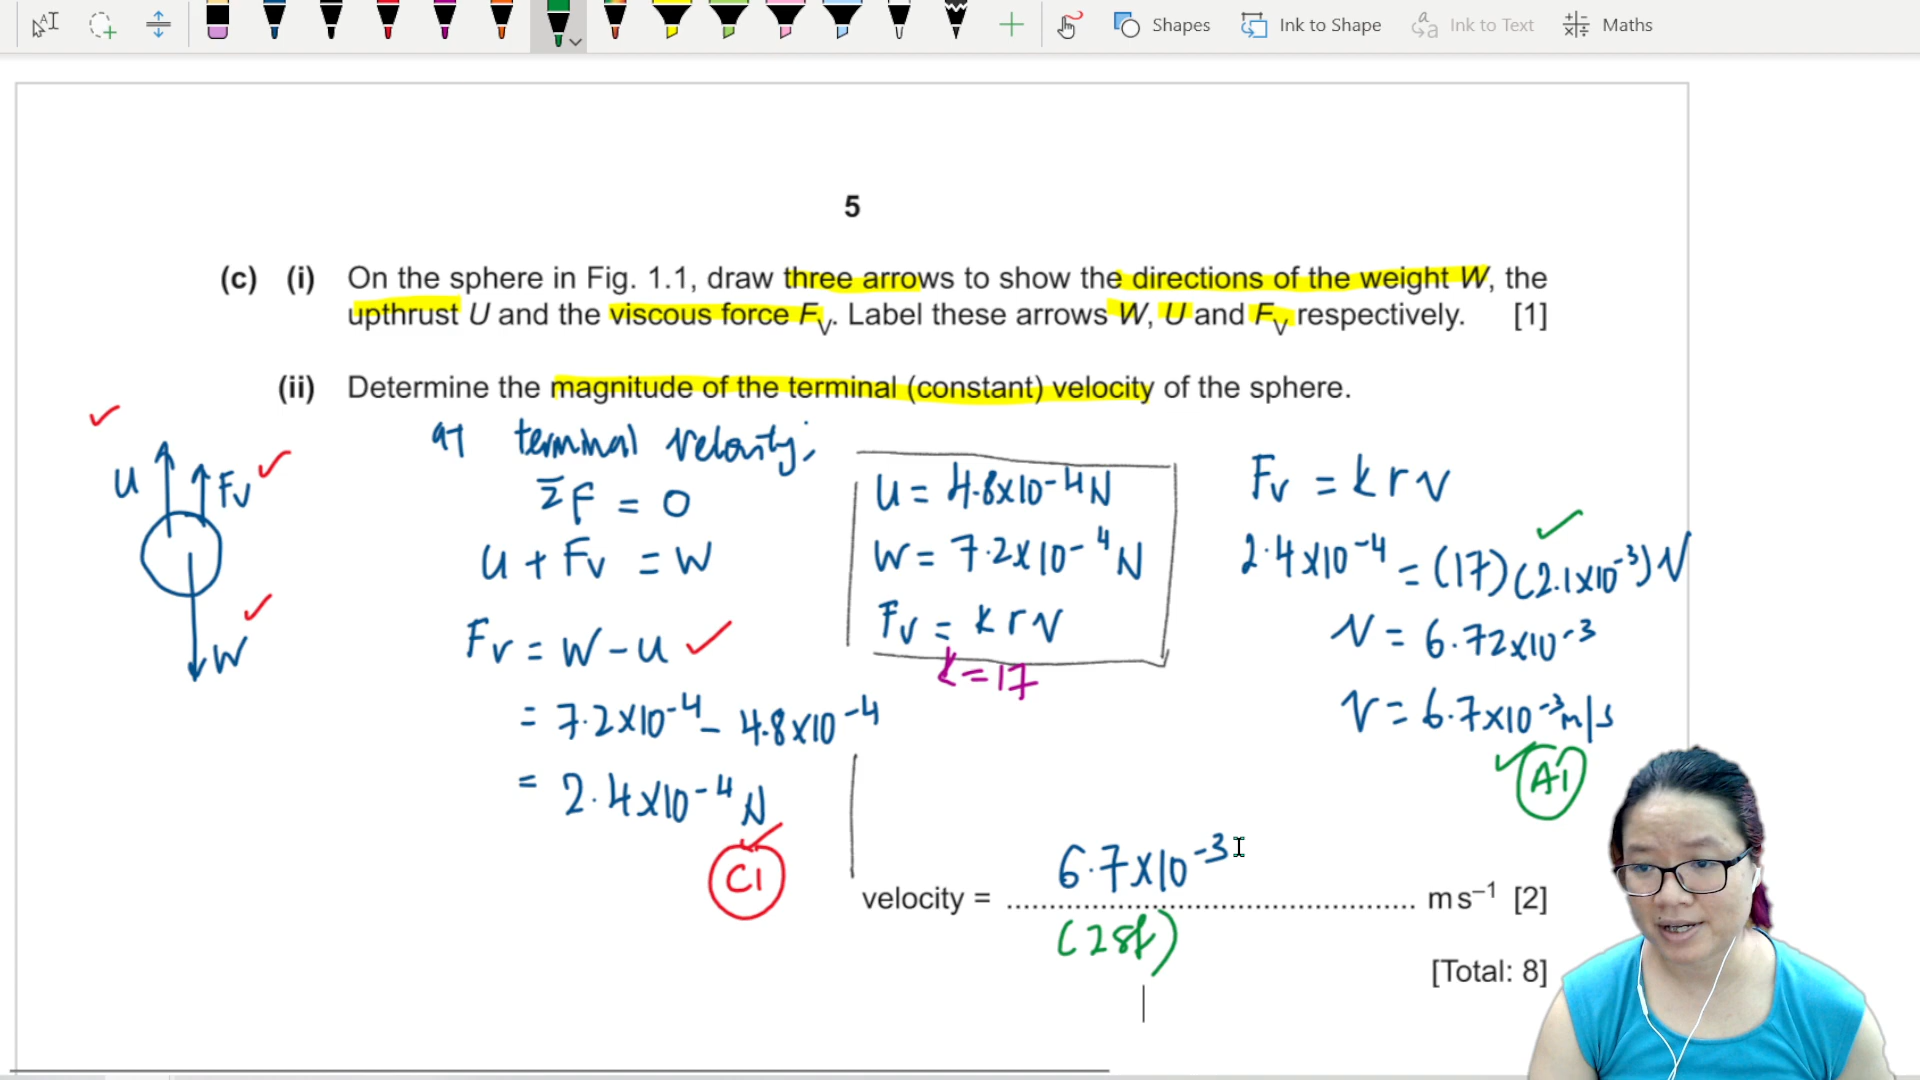 Shapes
Ink to Shape
Ink to Text
Maths
5
(c) (i) On the sphere in Fig. 1.1, draw three arrows to show the directions of the weight W, the
upthrust U and the viscous force Fv. Label these arrows W, U and Fv respectively. [1]
(ii) Determine the magnitude of the terminal (constant) velocity of the sphere.
U
Fv
W
at terminal velocity;
ΣF = 0
U + Fv = W
Fv = W - U
= 7.2x10-4 - 4.8x10-4
= 2.4x10-4 N
C1
U = 4.8x10-4 N
W = 7.2x10-4 N
Fv = k r v
k = 17
Fv = k r v
2.4x10-4 = (17)(2.1x10-3) v
v = 6.72x10-3
v = 6.7x10-3 m/s
A1
6.7x10-3
velocity = ................................................ m s–1 [2]
(2sf)
[Total: 8]